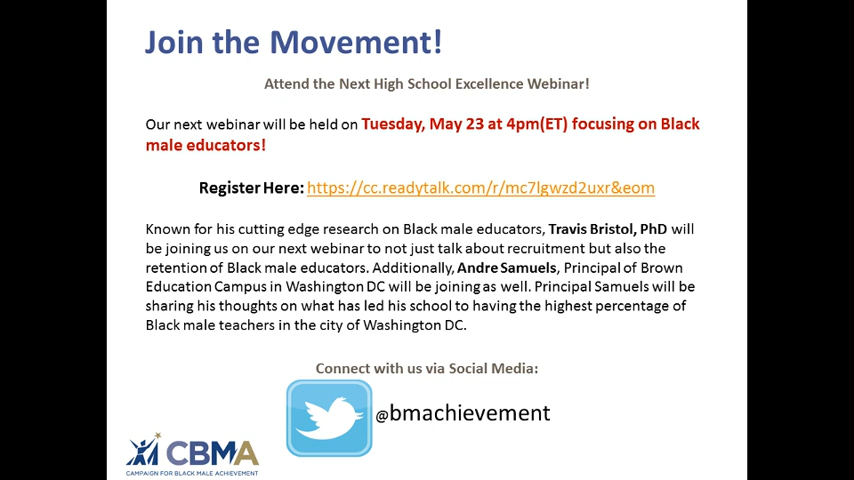 Join the Movement!
Attend the Next High School Excellence Webinar!
Our next webinar will be held on Tuesday, May 23 at 4pm(ET) focusing on Black
male educators!
Register Here: https://cc.readytalk.com/r/mc7lgwzd2uxr&eom
Known for his cutting edge research on Black male educators, Travis Bristol, PhD will
be joining us on our next webinar to not just talk about recruitment but also the
retention of Black male educators. Additionally, Andre Samuels, Principal of Brown
Education Campus in Washington DC will be joining as well. Principal Samuels will be
sharing his thoughts on what has led his school to having the highest percentage of
Black male teachers in the city of Washington DC.
Connect with us via Social Media:
@bmachievement
CBMA
CAMPAIGN FOR BLACK MALE ACHIEVEMENT